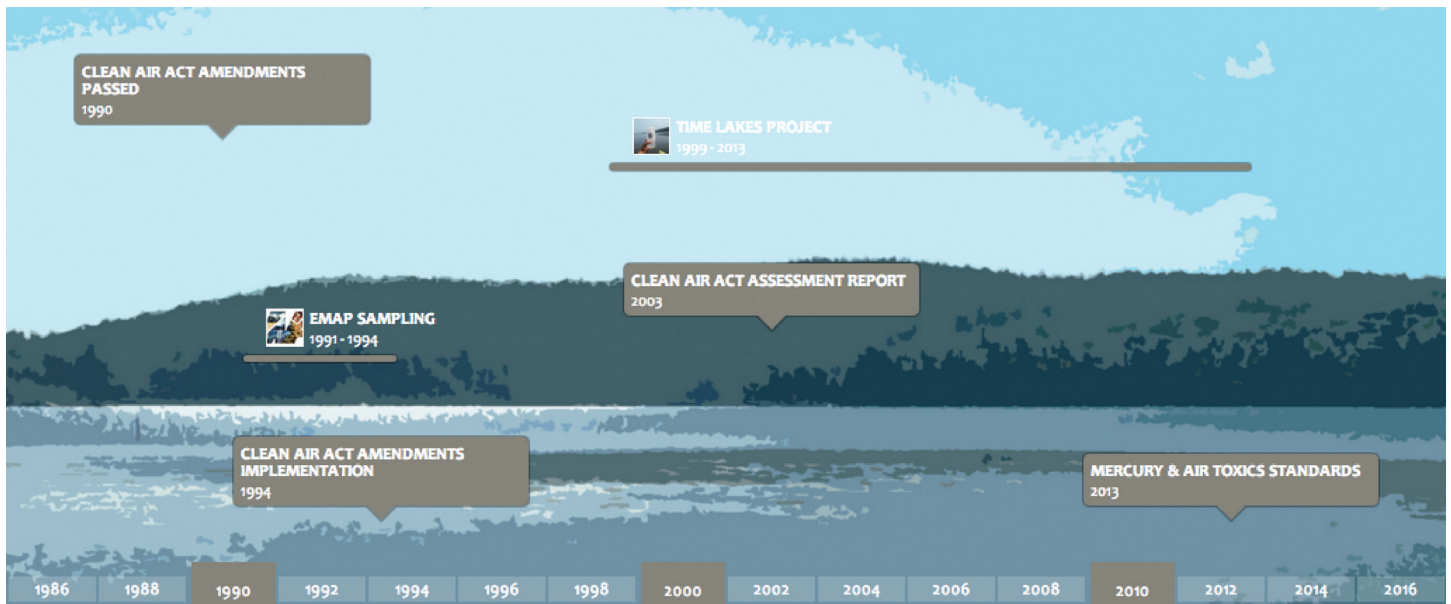 CLEAN AIR ACT AMENDMENTS
PASSED
1990
TIME LAKES PROJECT
1999 - 2013
CLEAN AIR ACT ASSESSMENT REPORT
2003
EMAP SAMPLING
1991 - 1994
CLEAN AIR ACT AMENDMENTS
IMPLEMENTATION
1994
MERCURY & AIR TOXICS STANDARDS
2013
1986 1988 1990 1992 1994 1996 1998 2000 2002 2004 2006 2008 2010 2012 2014 2016